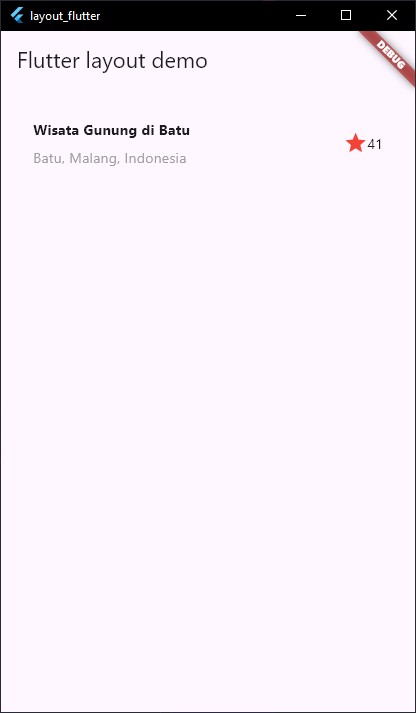 layout_flutter
DEBUG
Flutter layout demo
Wisata Gunung di Batu
Batu, Malang, Indonesia
41